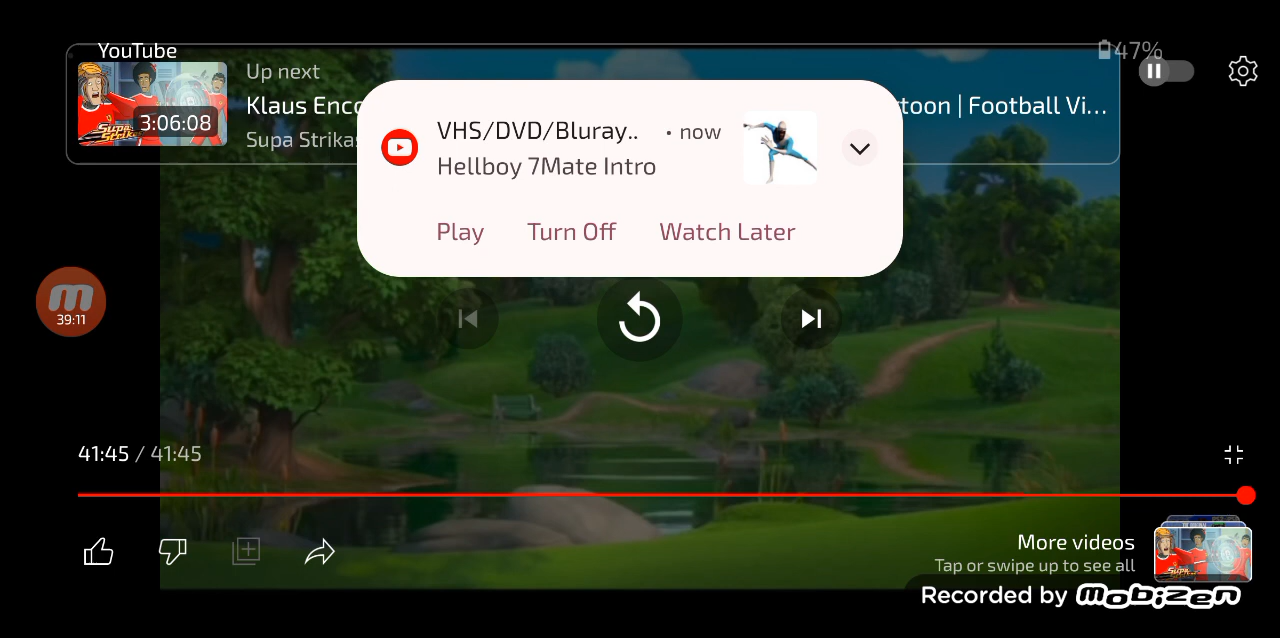 YouTube
47%
Up next
Klaus Enco
toon | Football Vi...
3:06:08
Supa Strikas
VHS/DVD/Bluray.. • now
Hellboy 7Mate Intro
Play Turn Off Watch Later
39:11
41:45 / 41:45
More videos
Tap or swipe up to see all
Recorded by mobizen